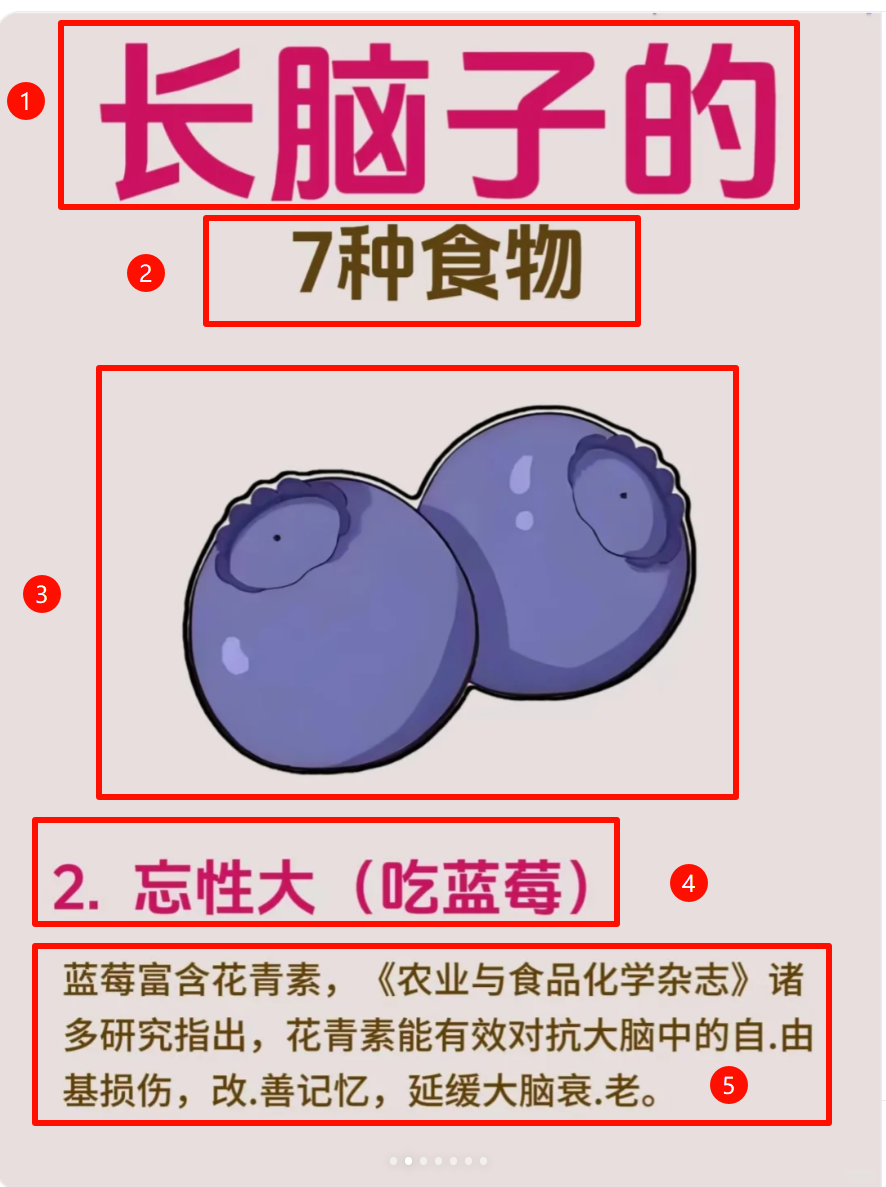 1
长脑子的
2
7种食物
3
2. 忘性大（吃蓝莓）
4
蓝莓富含花青素，《农业与食品化学杂志》诸
多研究指出，花青素能有效对抗大脑中的自.由
基损伤，改.善记忆，延缓大脑衰.老。
5